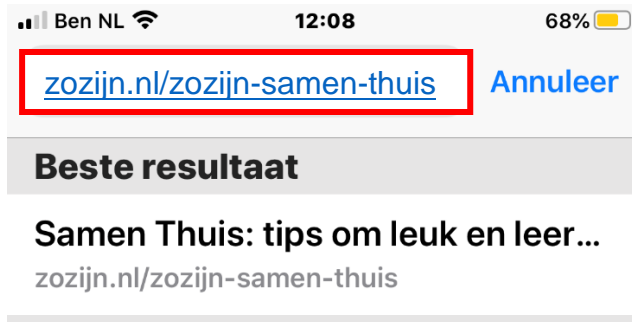 Ben NL 12:08 68%
zozijn.nl/zozijn-samen-thuis Annuleer
Beste resultaat
Samen Thuis: tips om leuk en leer...
zozijn.nl/zozijn-samen-thuis